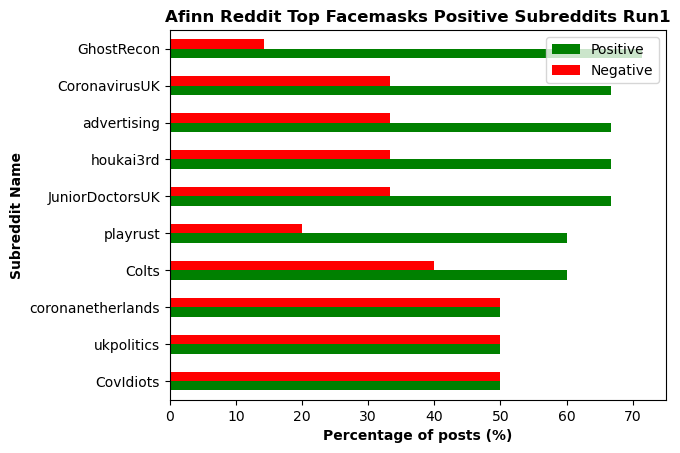 Afinn Reddit Top Facemasks Positive Subreddits Run1
Positive
Negative
Subreddit Name
GhostRecon
CoronavirusUK
advertising
houkai3rd
JuniorDoctorsUK
playrust
Colts
coronanetherlands
ukpolitics
CovIdiots
0 10 20 30 40 50 60 70
Percentage of posts (%)